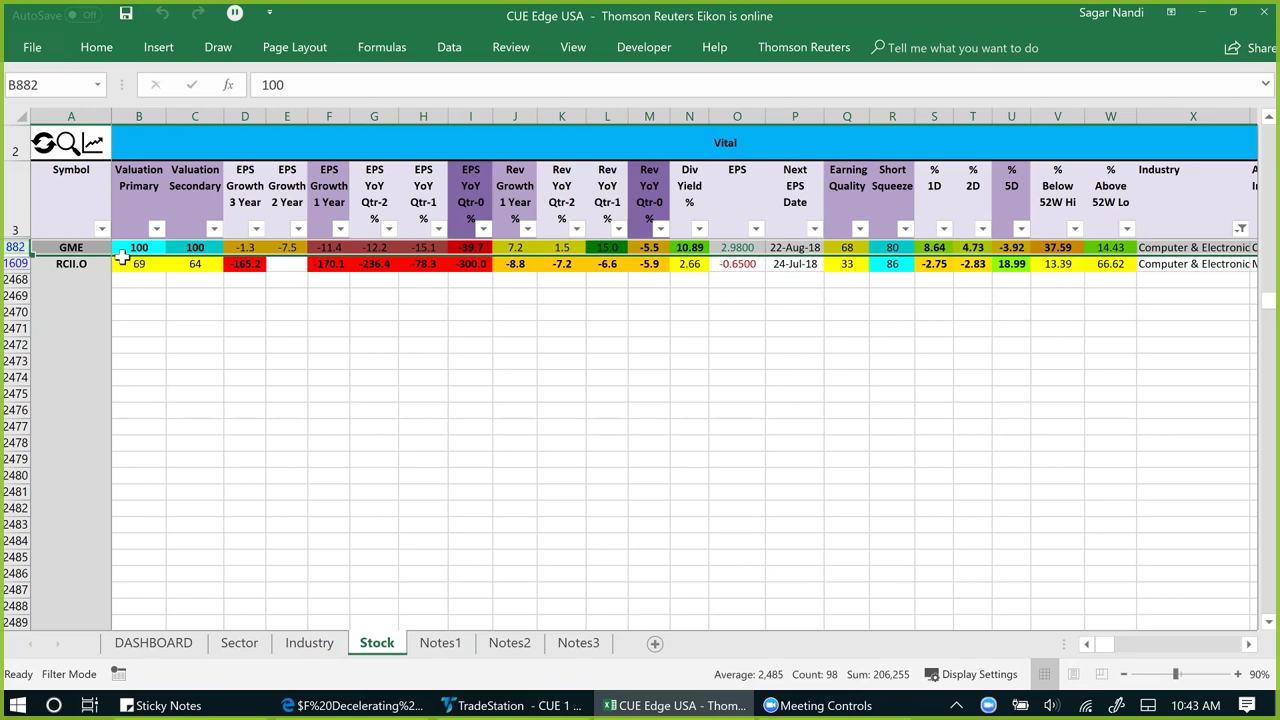 AutoSave Off
CUE Edge USA - Thomson Reuters Eikon is online
Sagar Nandi
File Home Insert Draw Page Layout Formulas Data Review View Developer Help Thomson Reuters Tell me what you want to do Share
B882 fx 100
A B C D E F G H I J K L M N O P Q R S T U V W X
2 Vital
Symbol Valuation Valuation EPS EPS EPS EPS EPS EPS Rev Rev Rev Rev Div EPS Next Earning Short % % % % % Industry A
Primary Secondary Growth Growth Growth YoY YoY YoY Growth YoY YoY YoY Yield EPS Quality Squeeze 1D 2D 5D Below Above
3 Year 2 Year 1 Year Qtr-2 Qtr-1 Qtr-0 1 Year Qtr-0 Qtr-1 Qtr-0 % Date 52W Hi 52W Lo
3 % % % % % %
882 GME 100 100 -1.3 -7.5 -11.4 -12.2 -15.1 -39.7 7.2 1.5 15.0 -5.5 10.89 2.9800 22-Aug-18 68 80 8.64 4.73 -3.92 37.59 14.43 Computer & Electronic C
1609 RCII.O 69 64 -165.2 -170.1 -236.4 -78.3 -300.0 -8.8 -7.2 -6.6 -5.9 2.66 -0.6500 24-Jul-18 33 86 -2.75 -2.83 18.99 13.39 66.62 Computer & Electronic M
2468
2469
2470
2471
2472
2473
2474
2475
2476
2477
2478
2479
2480
2481
2482
2483
2484
2485
2486
2487
2488
2489
DASHBOARD Sector Industry Stock Notes1 Notes2 Notes3
Ready Filter Mode Average: 2,485 Count: 98 Sum: 206,255 Display Settings 90%
Sticky Notes $F%20Decelerating%2... TradeStation - CUE 1 ... CUE Edge USA - Thom... Meeting Controls 10:43 AM